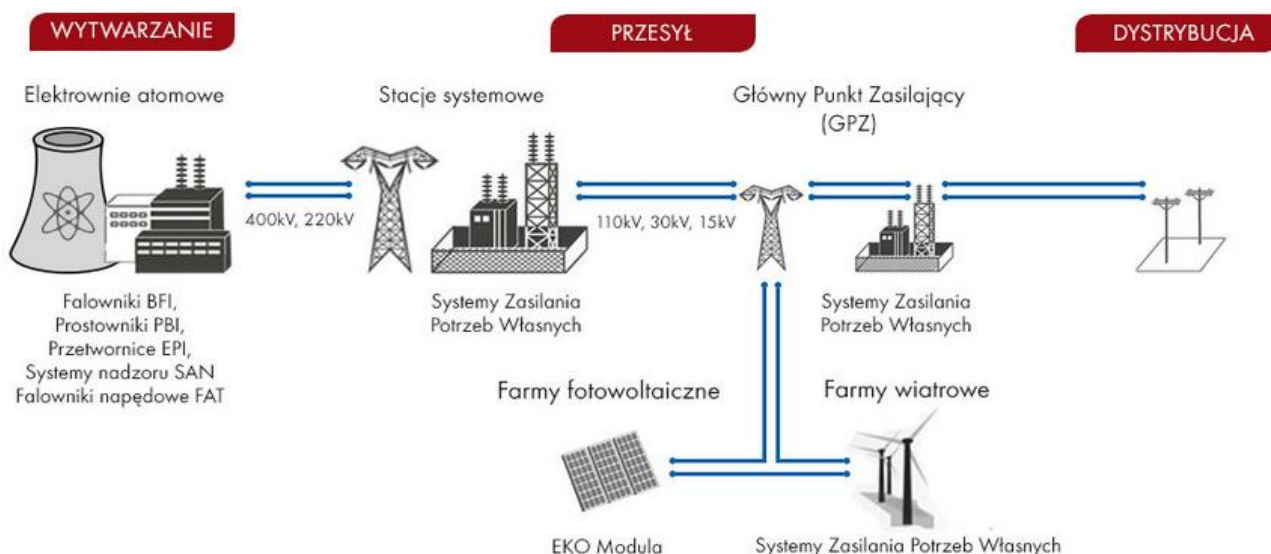 WYTWARZANIE
PRZESYŁ
DYSTRYBUCJA
Elektrownie atomowe
Stacje systemowe
Główny Punkt Zasilający
(GPZ)
400kV, 220kV
110kV, 30kV, 15kV
Falowniki BFI,
Prostowniki PBI,
Przetwornice EPI,
Systemy nadzoru SAN
Falowniki napędowe FAT
Systemy Zasilania
Potrzeb Własnych
Systemy Zasilania
Potrzeb Własnych
Farmy fotowoltaiczne
Farmy wiatrowe
EKO Modula
Systemy Zasilania Potrzeb Własnych